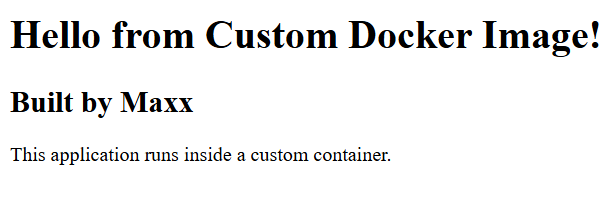 Hello from Custom Docker Image!
Built by Maxx
This application runs inside a custom container.